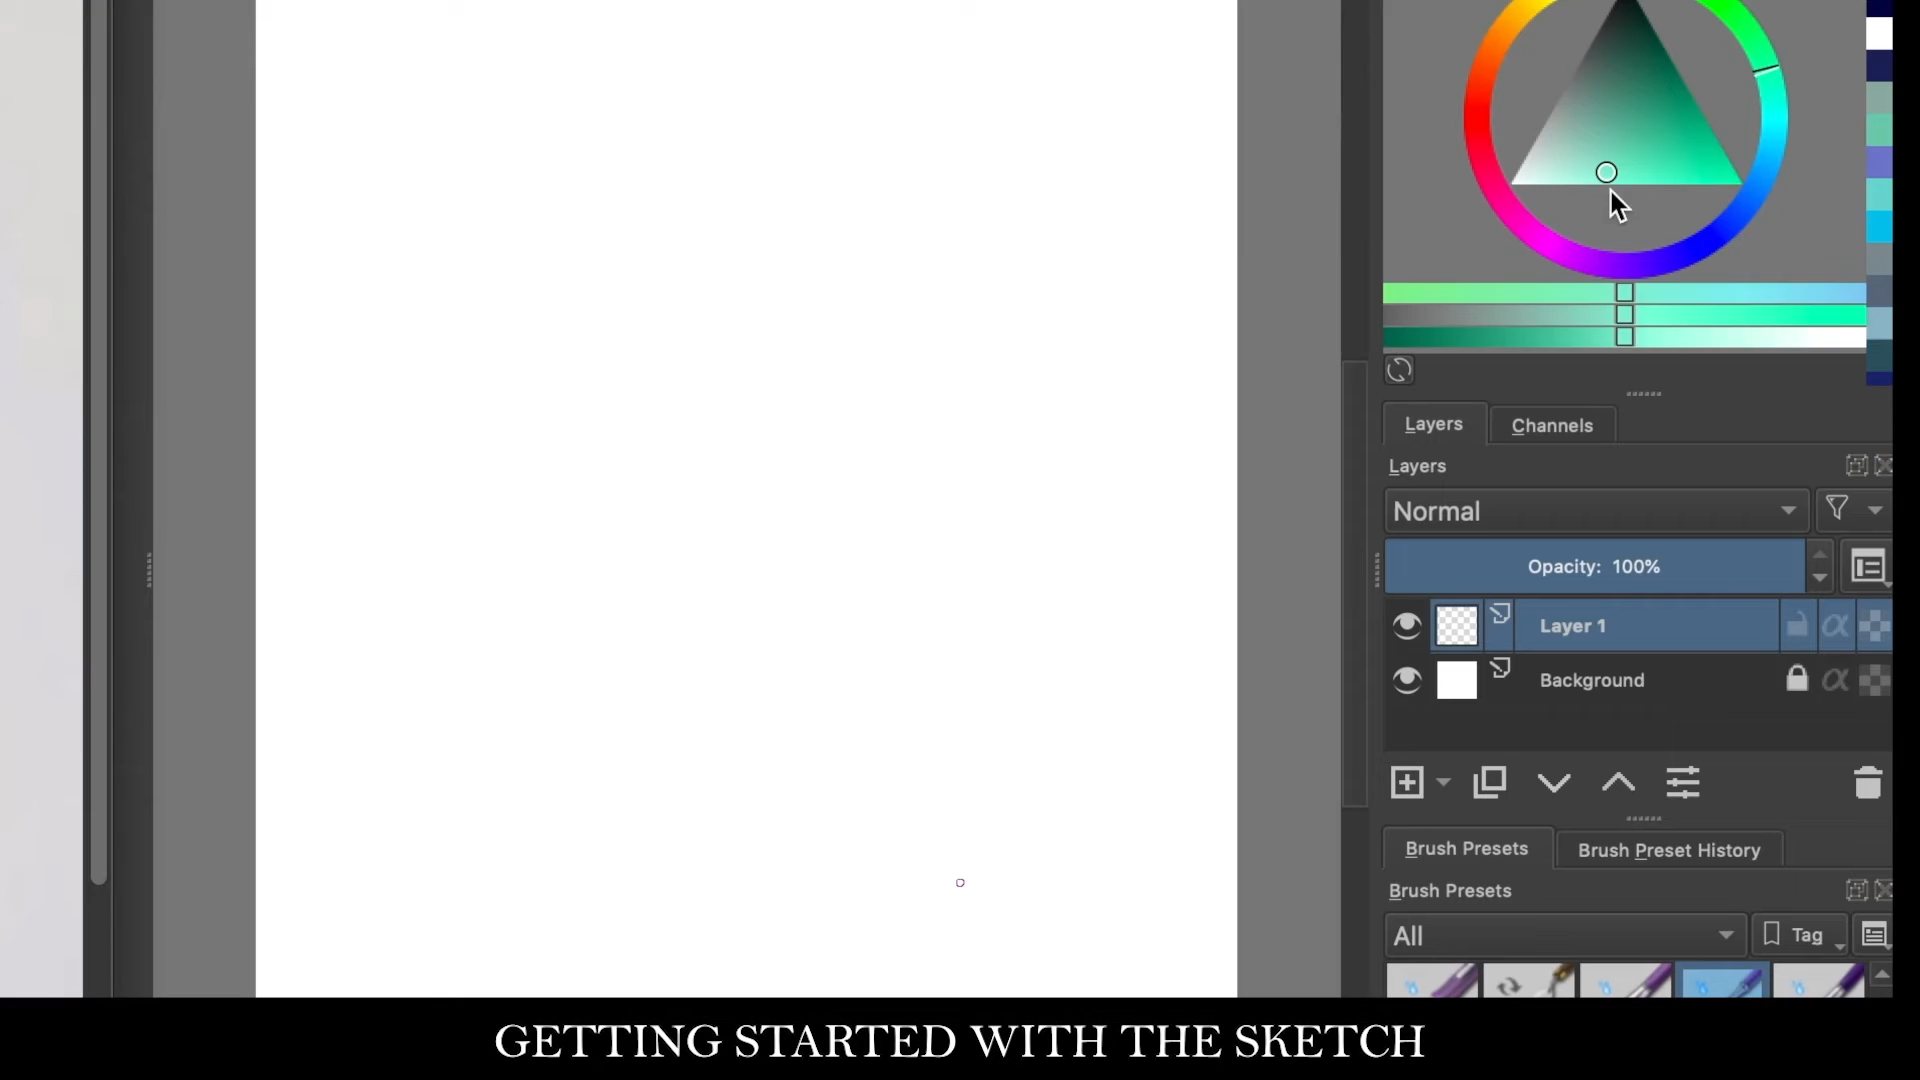 Layers Channels
Layers
Normal
Opacity: 100%
Layer 1
Background
Brush Presets Brush Preset History
Brush Presets
All Tag
GETTING STARTED WITH THE SKETCH